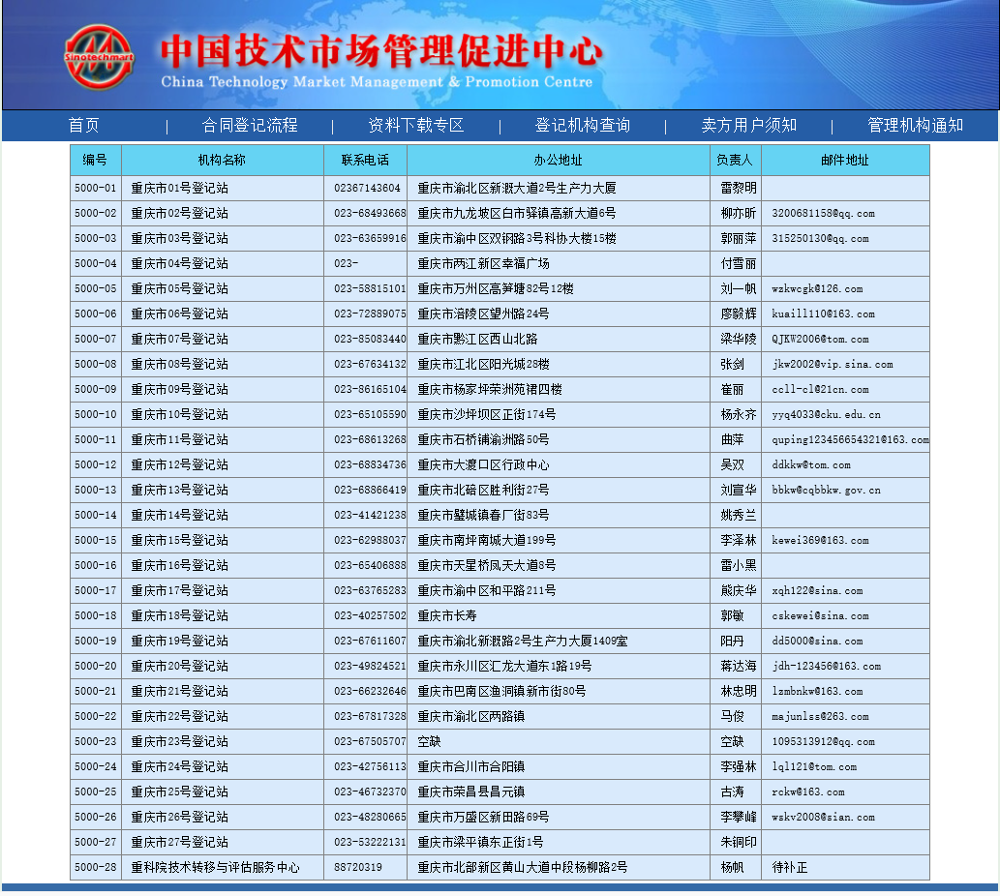 Sinotechmart
中国技术市场管理促进中心
China Technology Market Management & Promotion Centre
首页 | 合同登记流程 | 资料下载专区 | 登记机构查询 | 卖方用户须知 | 管理机构通知
编号 机构名称 联系电话 办公地址 负责人 邮件地址
5000-01 重庆市01号登记站 02367143604 重庆市渝北区新溉大道2号生产力大厦 雷黎明
5000-02 重庆市02号登记站 023-68493668 重庆市九龙坡区白市驿镇高新大道6号 柳亦昕 3200681158@qq.com
5000-03 重庆市03号登记站 023-63659916 重庆市渝中区双钢路3号科协大楼15楼 郭丽萍 315250130@qq.com
5000-04 重庆市04号登记站 023- 重庆市两江新区幸福广场 付雪丽
5000-05 重庆市05号登记站 023-58815101 重庆市万州区高笋塘82号12楼 刘一帆 wzkwcgk@126.com
5000-06 重庆市06号登记站 023-72889075 重庆市涪陵区望州路24号 廖毅辉 kuaill110@163.com
5000-07 重庆市07号登记站 023-85083440 重庆市黔江区西山北路 梁华陵 QJKW2006@tom.com
5000-08 重庆市08号登记站 023-67634132 重庆市江北区阳光城28楼 张剑 jkw2002@vip.sina.com
5000-09 重庆市09号登记站 023-86165104 重庆市杨家坪荣洲苑裙四楼 崔丽 ccll-cl@21cn.com
5000-10 重庆市10号登记站 023-65105590 重庆市沙坪坝区正街174号 杨永齐 yyq4033@cku.edu.cn
5000-11 重庆市11号登记站 023-68613268 重庆市石桥铺渝洲路50号 曲萍 quping123456654321@163.com
5000-12 重庆市12号登记站 023-68834736 重庆市大渡口区行政中心 吴双 ddkkw@tom.com
5000-13 重庆市13号登记站 023-68866419 重庆市北碚区胜利街27号 刘宣华 bbkw@cqbbkw.gov.cn
5000-14 重庆市14号登记站 023-41421238 重庆市璧城镇春厂街83号 姚秀兰
5000-15 重庆市15号登记站 023-62988037 重庆市南坪南城大道199号 李泽林 kewei369@163.com
5000-16 重庆市16号登记站 023-65406888 重庆市天星桥凤天大道8号 雷小黑
5000-17 重庆市17号登记站 023-63765283 重庆市渝中区和平路211号 熊庆华 xqh122@sina.com
5000-18 重庆市18号登记站 023-40257502 重庆市长寿 郭敏 cskewei@sina.com
5000-19 重庆市19号登记站 023-67611607 重庆市渝北新溉路2号生产力大厦1409室 阳丹 dd5000@sina.com
5000-20 重庆市20号登记站 023-49824521 重庆市永川区汇龙大道东1路19号 蒋达海 jdh-123456@163.com
5000-21 重庆市21号登记站 023-66232646 重庆市巴南区渔洞镇新市街80号 林忠明 lzmbnkw@163.com
5000-22 重庆市22号登记站 023-67817328 重庆市渝北区两路镇 马俊 majunlss@263.com
5000-23 重庆市23号登记站 023-67505707 空缺 空缺 1095313912@qq.com
5000-24 重庆市24号登记站 023-42756113 重庆市合川市合阳镇 李强林 lql121@tom.com
5000-25 重庆市25号登记站 023-46732370 重庆市荣昌县昌元镇 古涛 rckw@163.com
5000-26 重庆市26号登记站 023-48280665 重庆市万盛区新田路69号 李攀峰 wskv2008@sian.com
5000-27 重庆市27号登记站 023-53222131 重庆市梁平镇东正街1号 朱铜印
5000-28 重科院技术转移与评估服务中心 88720319 重庆市北部新区黄山大道中段杨柳路2号 杨帆 待补正